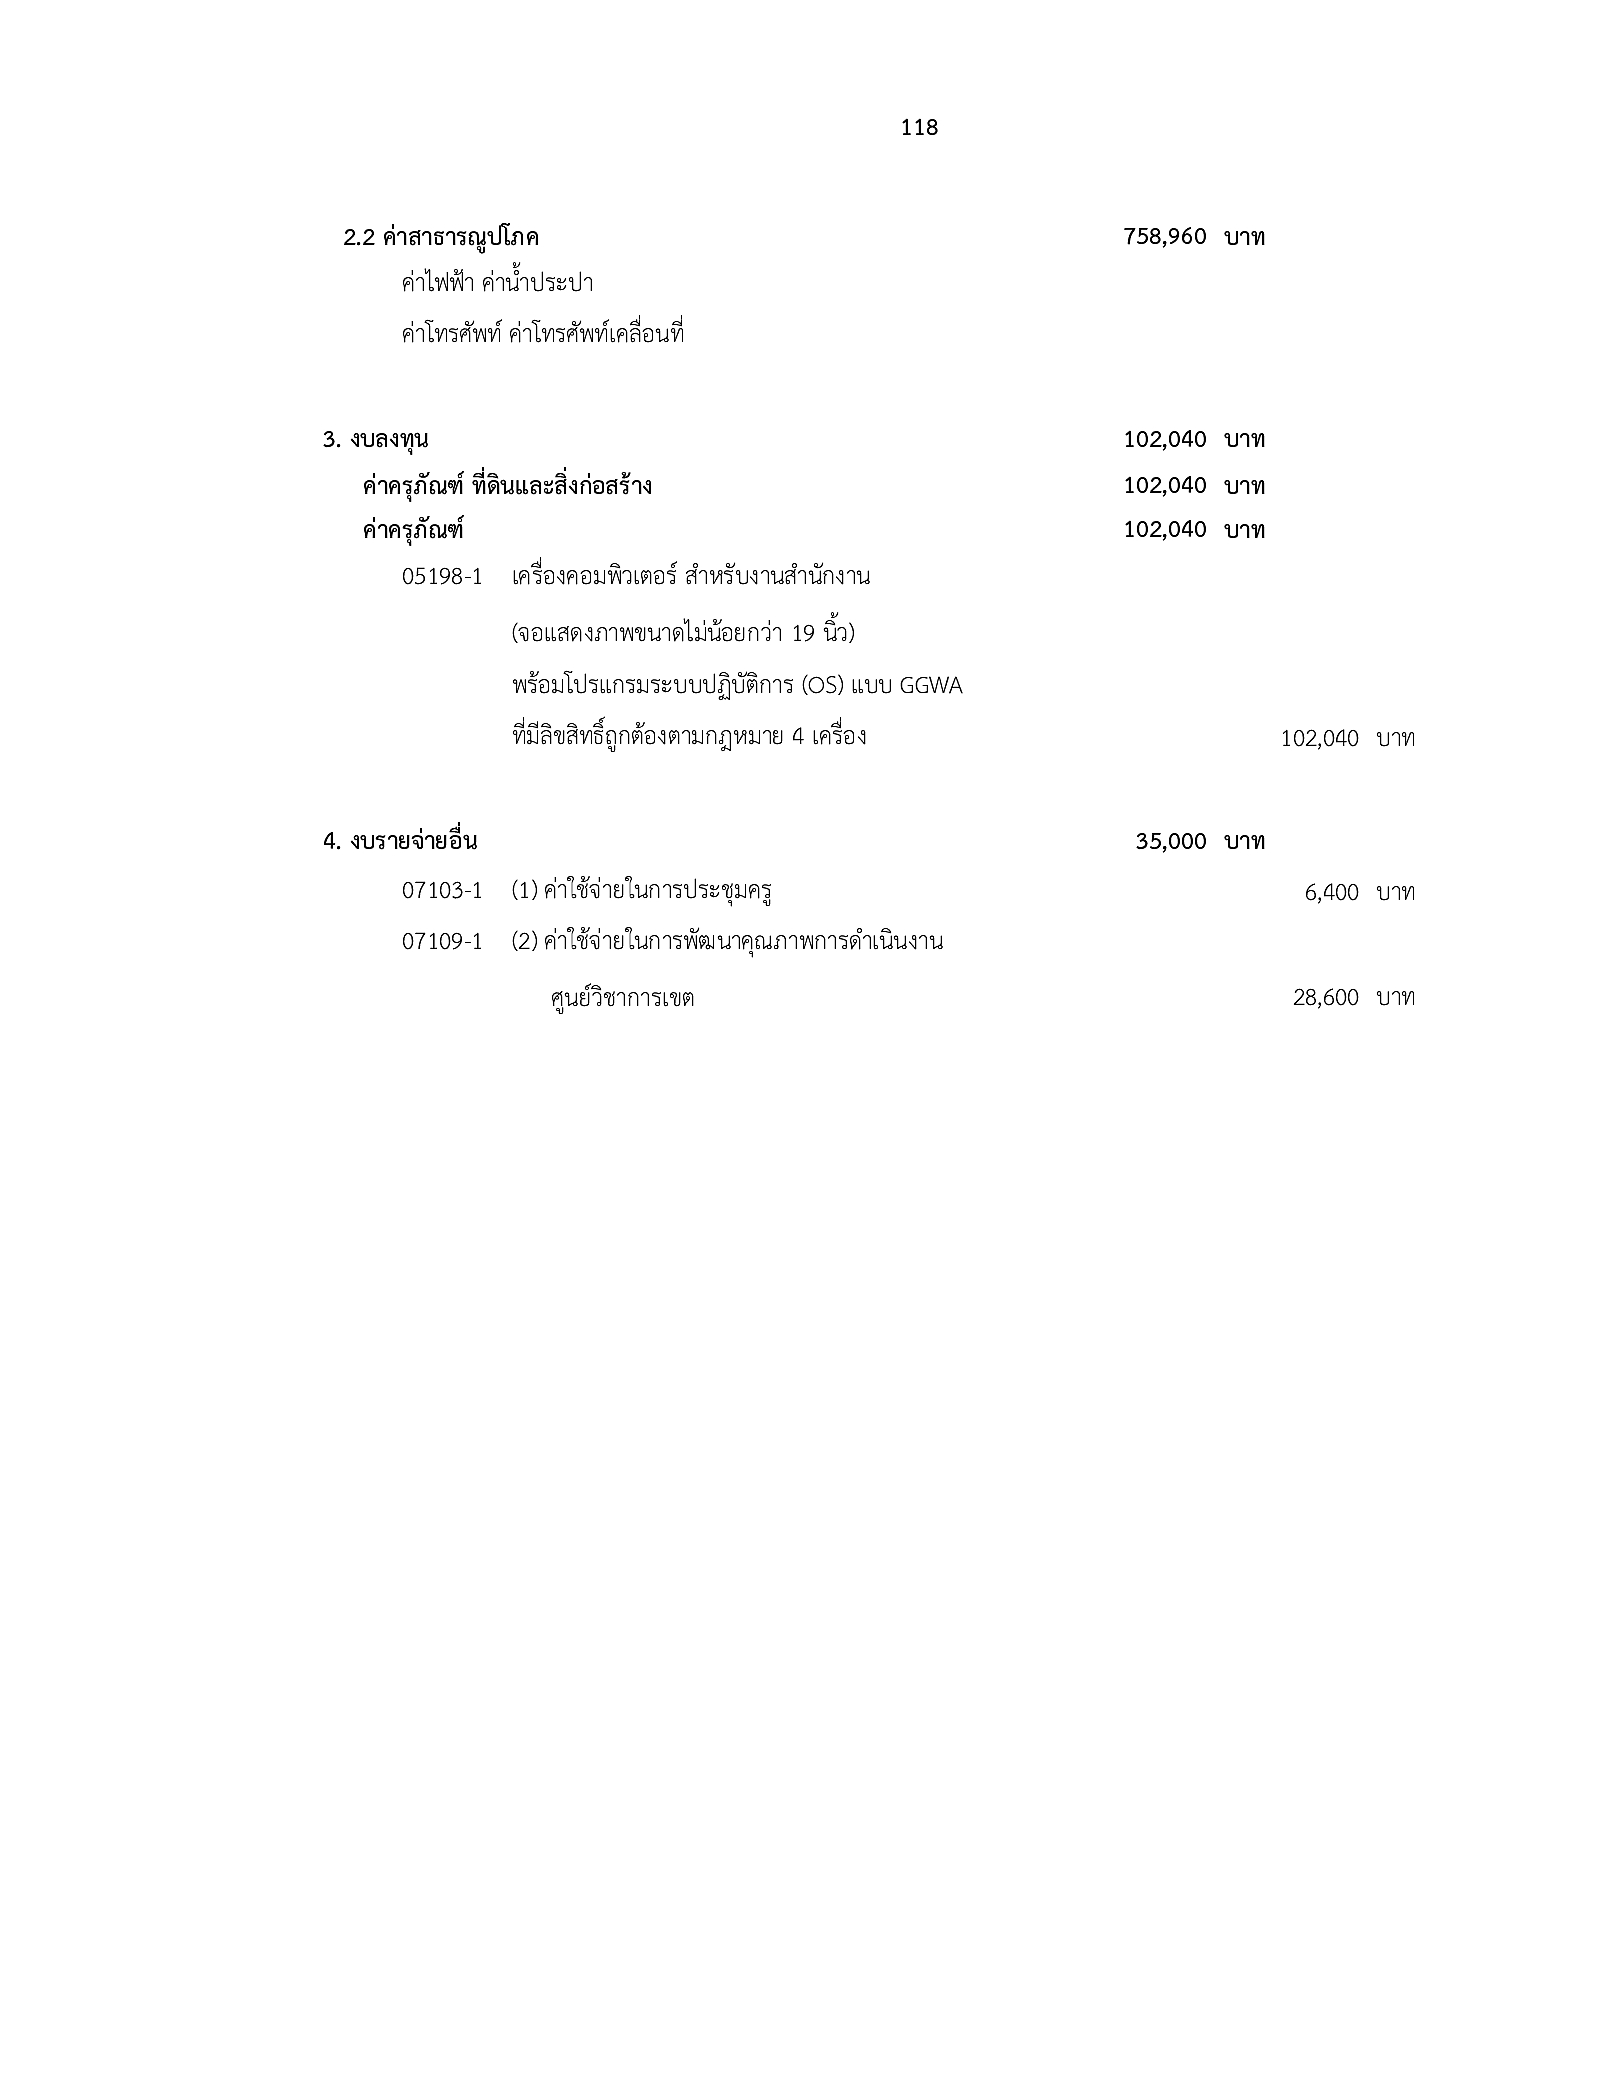 118
2.2 ค่าสาธารณูปโภค 758,960 บาท
ค่าไฟฟ้า ค่าน้ำประปา
ค่าโทรศัพท์ ค่าโทรศัพท์เคลื่อนที่
3. งบลงทุน 102,040 บาท
ค่าครุภัณฑ์ ที่ดินและสิ่งก่อสร้าง 102,040 บาท
ค่าครุภัณฑ์ 102,040 บาท
05198-1 เครื่องคอมพิวเตอร์ สำหรับงานสำนักงาน
(จอแสดงภาพขนาดไม่น้อยกว่า 19 นิ้ว)
พร้อมโปรแกรมระบบปฏิบัติการ (OS) แบบ GGWA
ที่มีลิขสิทธิ์ถูกต้องตามกฎหมาย 4 เครื่อง 102,040 บาท
4. งบรายจ่ายอื่น 35,000 บาท
07103-1 (1) ค่าใช้จ่ายในการประชุมครู 6,400 บาท
07109-1 (2) ค่าใช้จ่ายในการพัฒนาคุณภาพการดำเนินงาน
ศูนย์วิชาการเขต 28,600 บาท